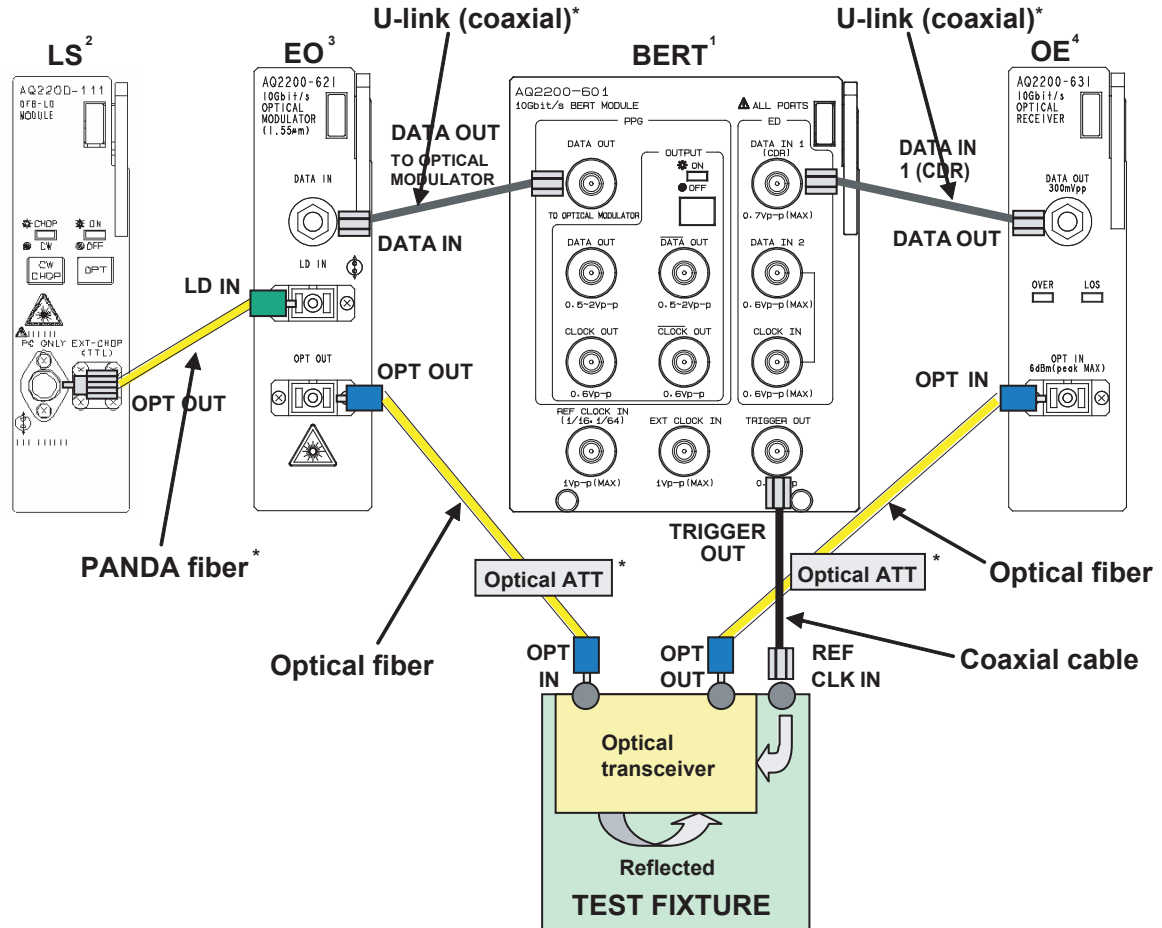 U-link (coaxial)*
U-link (coaxial)*
LS²
EO³
BERT¹
OE⁴
AQ2200-111
DFB-LD
MODULE
☼CHOP
☼ ON
● CW
OFF
CW
CHOP
OPT
PC ONLY
EXT-CHOP
(TTL)
OPT OUT
PANDA fiber*
AQ2200-621
10Gbit/s
OPTICAL
MODULATOR
(1.55μm)
DATA IN
LD IN
LD IN
OPT OUT
DATA OUT
TO OPTICAL
MODULATOR
DATA IN
OPT OUT
AQ2200-601
10Gbit/s BERT MODULE
⚠ ALL PORTS
PPG
ED
DATA OUT
TO OPTICAL MODULATOR
OUTPUT
☼ ON
● OFF
DATA IN 1
(CDR)
0.7Vp-p(MAX)
DATA OUT
0.5~2Vp-p
D̅A̅T̅A̅ OUT
0.5~2Vp-p
DATA IN 2
0.6Vp-p(MAX)
CLOCK OUT
0.6Vp-p
C̅L̅O̅C̅K̅ OUT
0.6Vp-p
CLOCK IN
0.6Vp-p(MAX)
REF CLOCK IN
(1/16·1/64)
1Vp-p(MAX)
EXT CLOCK IN
1Vp-p(MAX)
TRIGGER OUT
DATA IN
1 (CDR)
DATA OUT
AQ2200-631
10Gbit/s
OPTICAL
RECEIVER
DATA OUT
300mVpp
OVER
LOS
OPT IN
6dBm(peak MAX)
OPT IN
TRIGGER
OUT
Optical ATT*
Optical ATT*
Optical fiber
Optical fiber
Coaxial cable
OPT
IN
OPT
OUT
REF
CLK IN
Optical
transceiver
Reflected
TEST FIXTURE